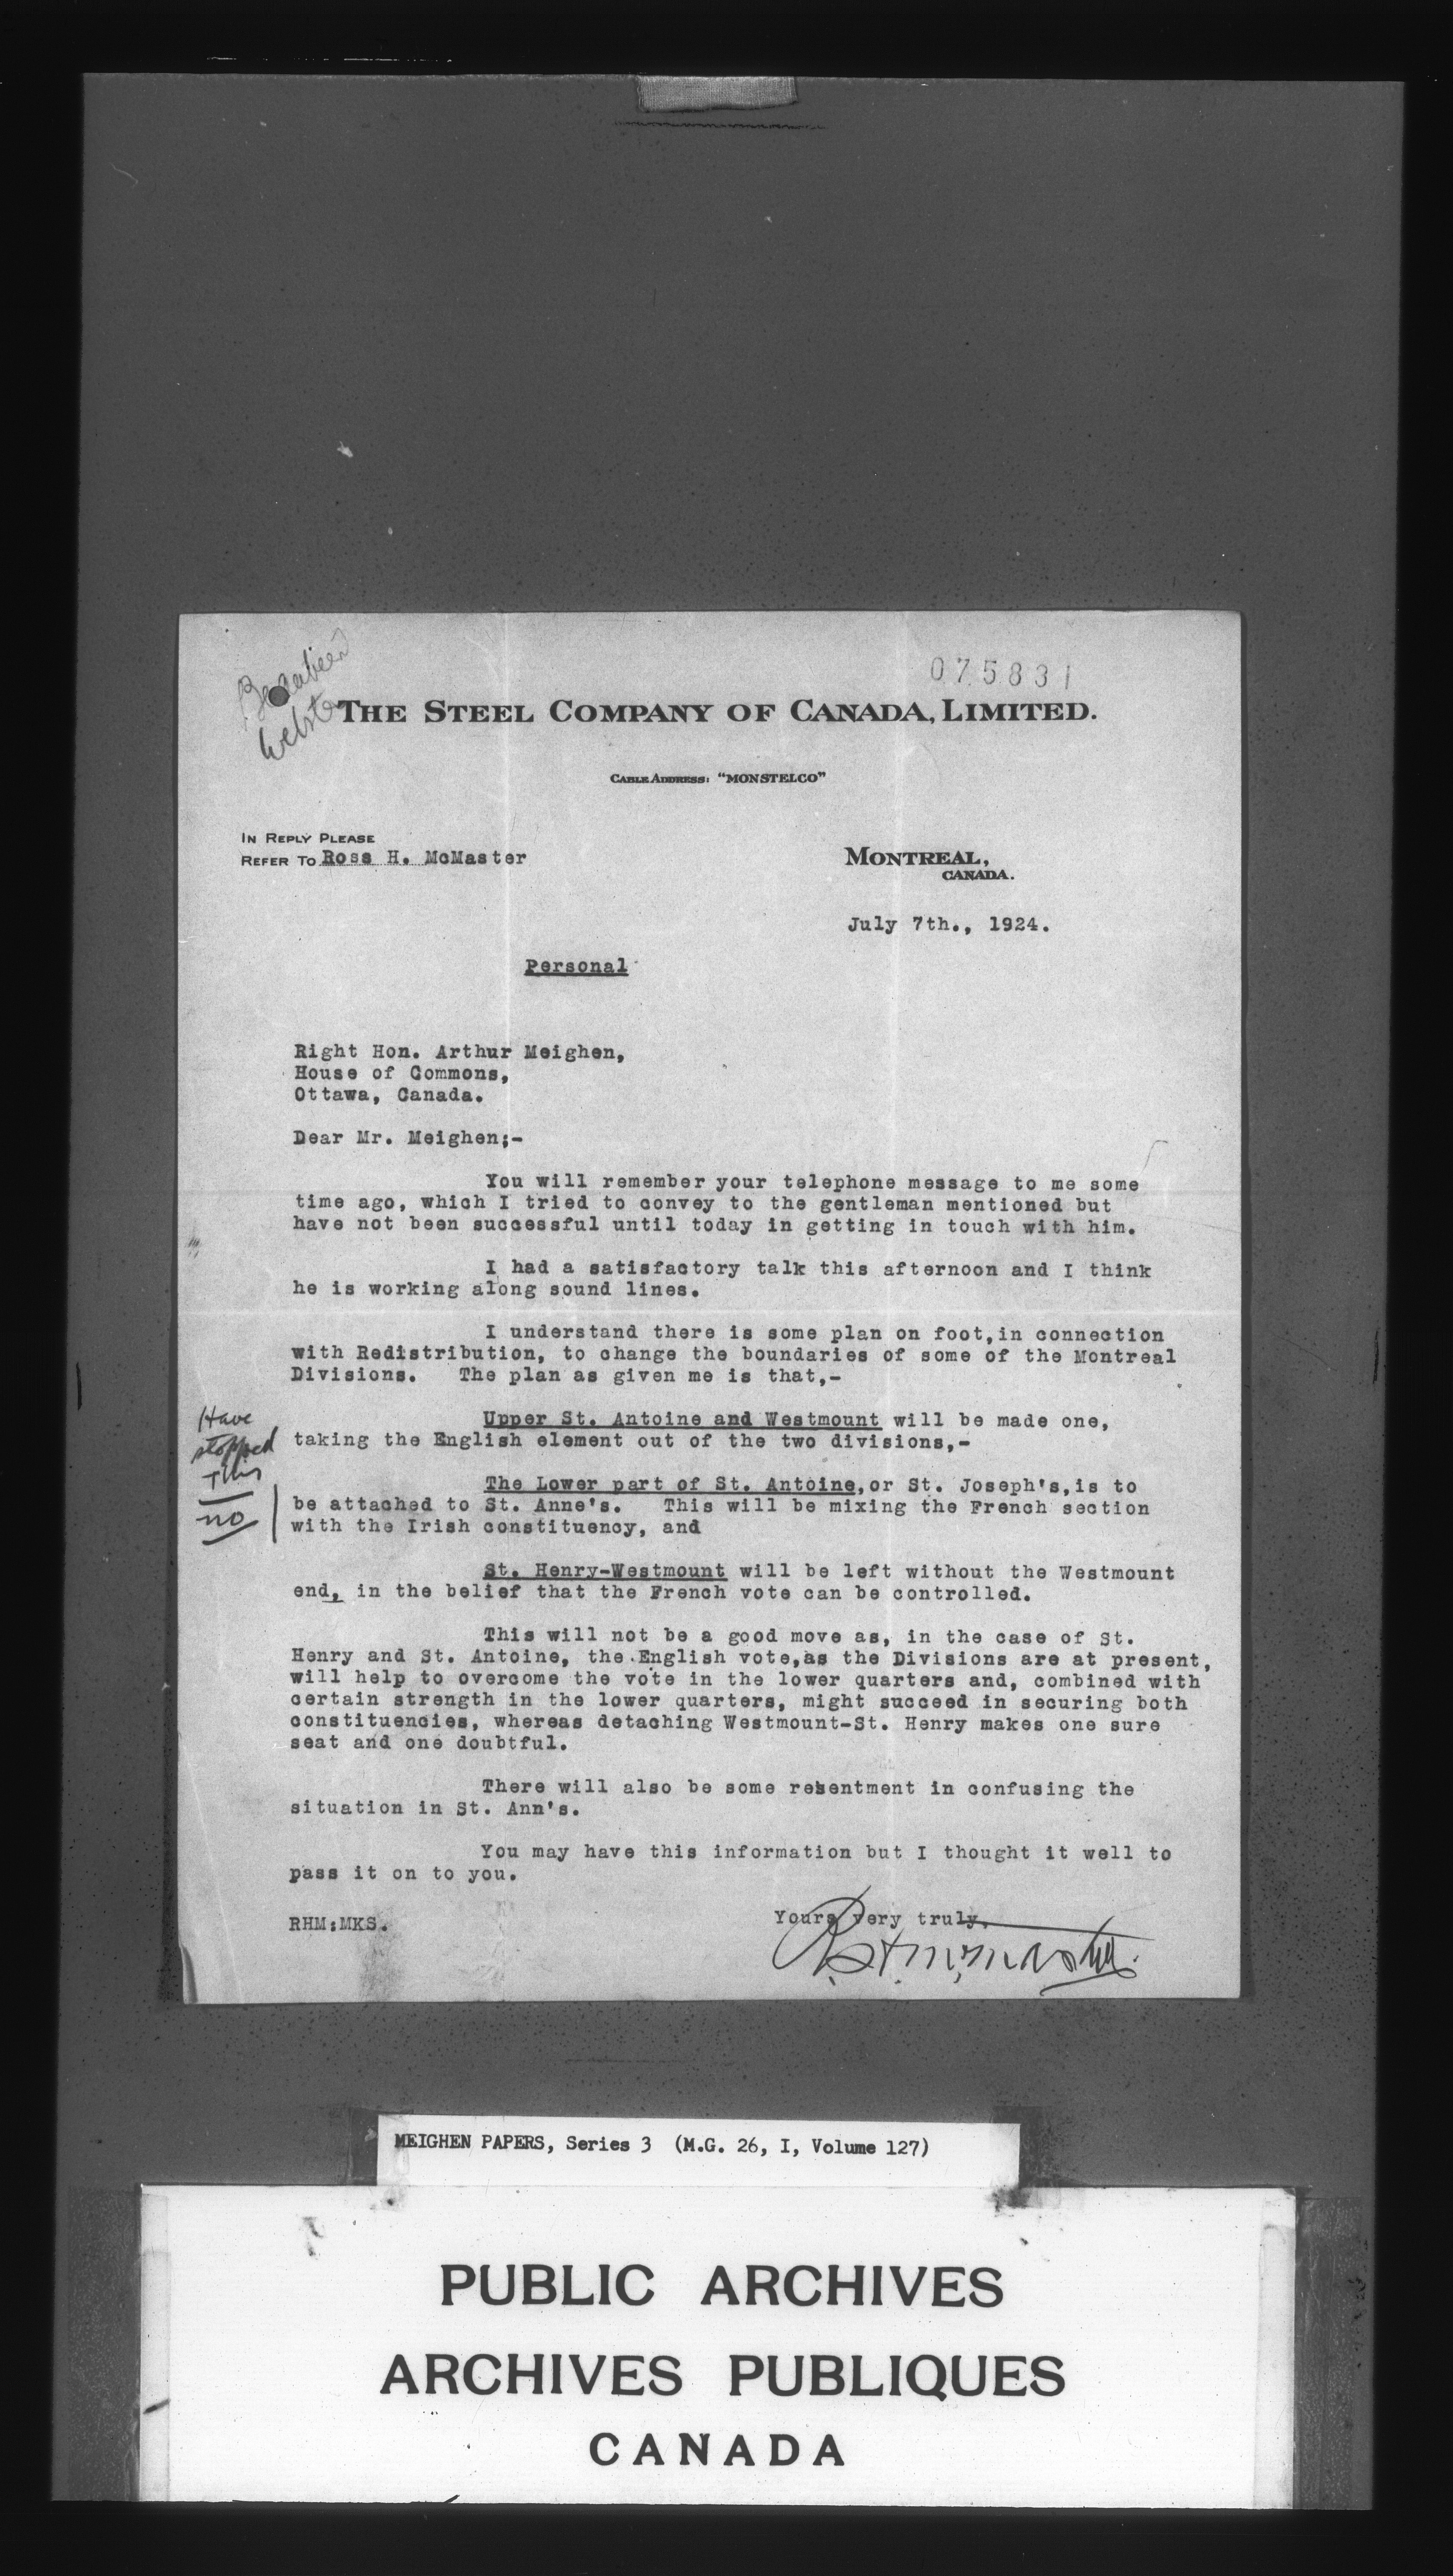 075831
Webster
THE STEEL COMPANY OF CANADA, LIMITED.
CABLE ADDRESS: "MONSTELCO"
IN REPLY PLEASE
REFER TO Ross H. McMaster
MONTREAL,
CANADA.
July 7th., 1924.
Personal
Right Hon. Arthur Meighen,
House of Commons,
Ottawa, Canada.
Dear Mr. Meighen;-
You will remember your telephone message to me some
time ago, which I tried to convey to the gentleman mentioned but
have not been successful until today in getting in touch with him.
I had a satisfactory talk this afternoon and I think
he is working along sound lines.
I understand there is some plan on foot,in connection
with Redistribution, to change the boundaries of some of the Montreal
Divisions. The plan as given me is that,-
Upper St. Antoine and Westmount will be made one,
taking the English element out of the two divisions,-
Have
stopped
This
no
The Lower part of St. Antoine,or St. Joseph's,is to
be attached to St. Anne's. This will be mixing the French section
with the Irish constituency, and
St. Henry-Westmount will be left without the Westmount
end, in the belief that the French vote can be controlled.
This will not be a good move as, in the case of St.
Henry and St. Antoine, the English vote,as the Divisions are at present,
will help to overcome the vote in the lower quarters and, combined with
certain strength in the lower quarters, might succeed in securing both
constituencies, whereas detaching Westmount-St. Henry makes one sure
seat and one doubtful.
There will also be some resentment in confusing the
situation in St. Ann's.
You may have this information but I thought it well to
pass it on to you.
RHM:MKS.
Yours very truly,
MEIGHEN PAPERS, Series 3 (M.G. 26, I, Volume 127)
PUBLIC ARCHIVES
ARCHIVES PUBLIQUES
CANADA